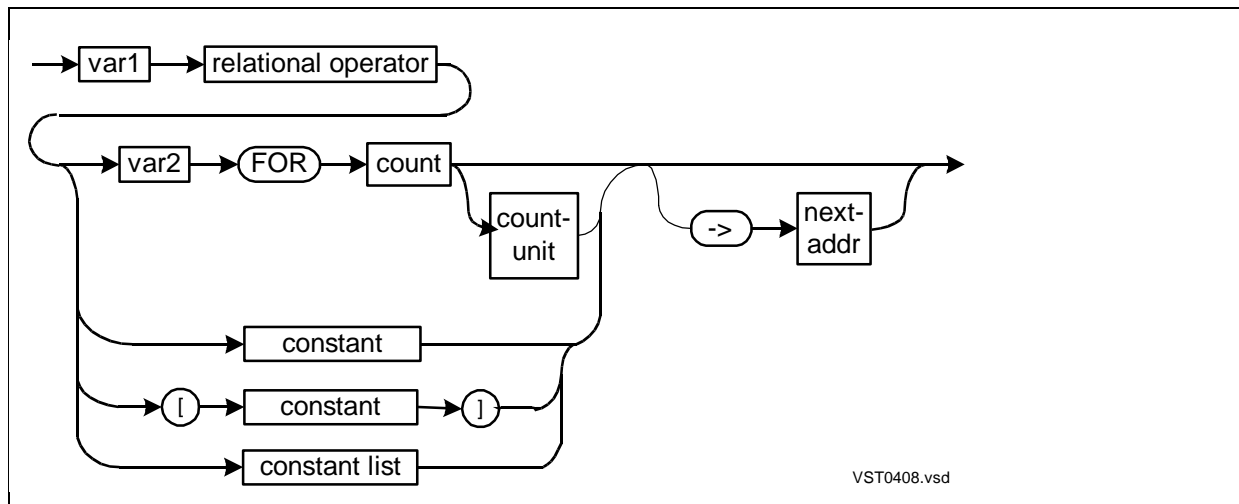 var1 relational operator
var2 FOR count
count-
unit
-> next-
addr
constant
[ constant ]
constant list
VST0408.vsd